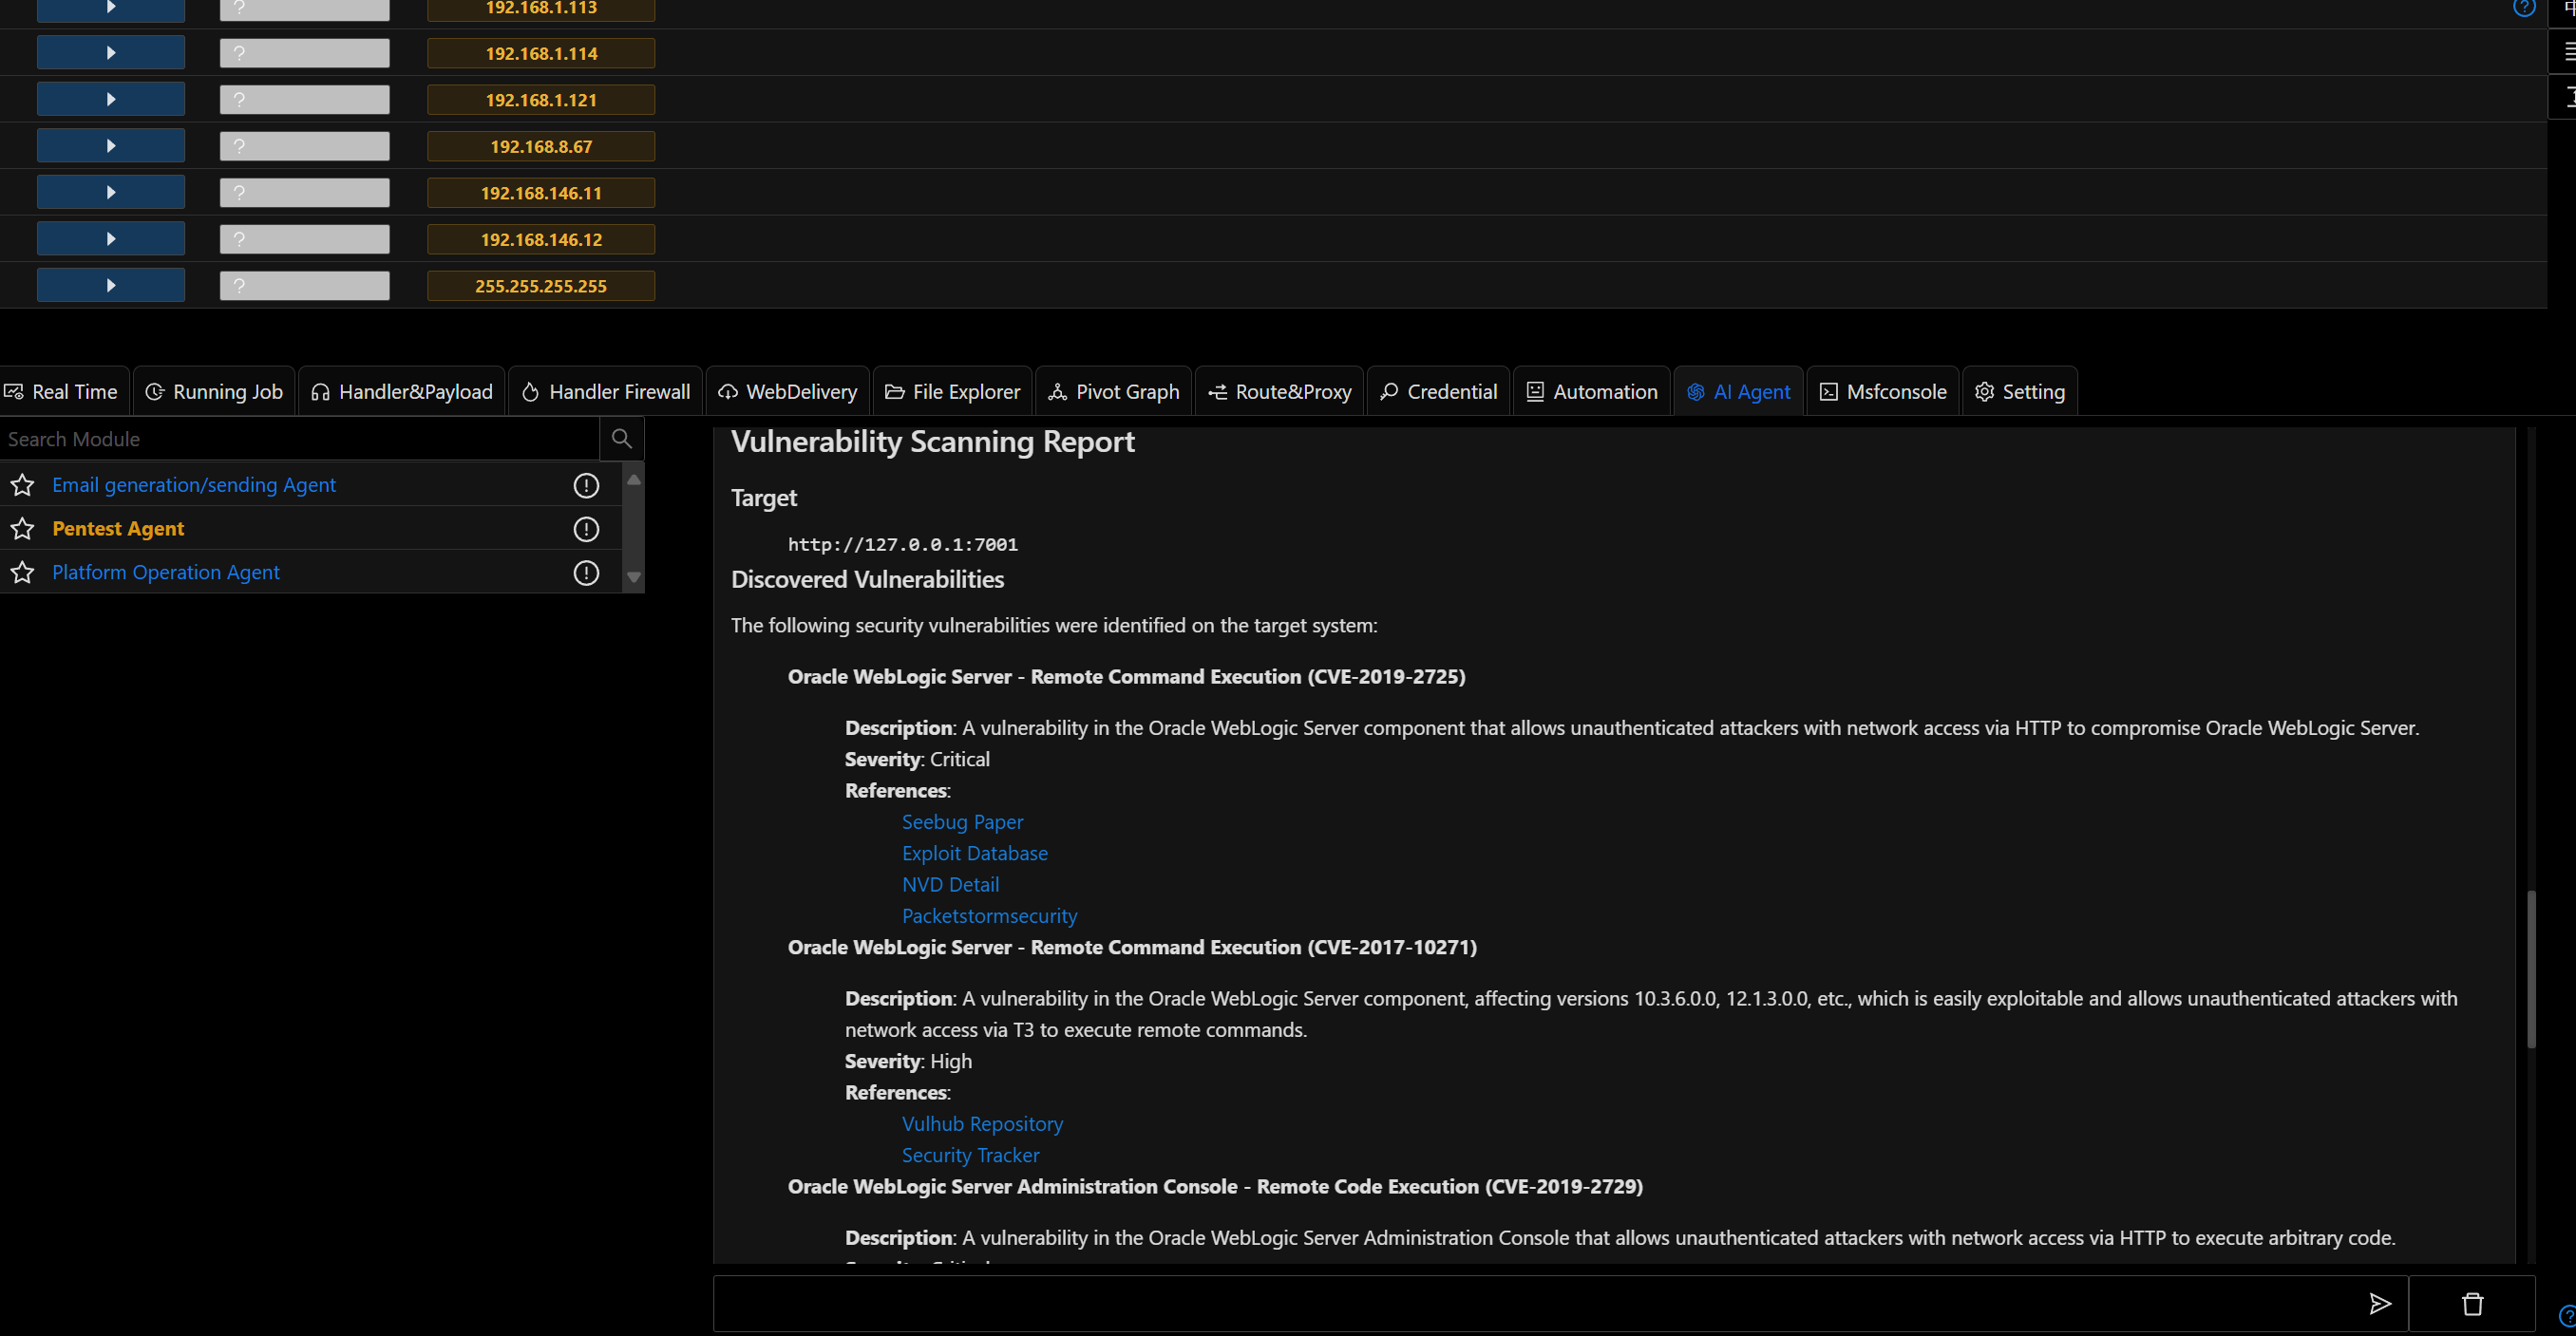 ? 192.168.1.113
? 192.168.1.114
? 192.168.1.121
? 192.168.8.67
? 192.168.146.11
? 192.168.146.12
? 255.255.255.255
Real Time Running Job Handler&Payload Handler Firewall WebDelivery File Explorer Pivot Graph Route&Proxy Credential Automation AI Agent Msfconsole Setting
Search Module
Email generation/sending Agent
Pentest Agent
Platform Operation Agent
Vulnerability Scanning Report
Target
http://127.0.0.1:7001
Discovered Vulnerabilities
The following security vulnerabilities were identified on the target system:
Oracle WebLogic Server - Remote Command Execution (CVE-2019-2725)
Description: A vulnerability in the Oracle WebLogic Server component that allows unauthenticated attackers with network access via HTTP to compromise Oracle WebLogic Server.
Severity: Critical
References:
Seebug Paper
Exploit Database
NVD Detail
Packetstormsecurity
Oracle WebLogic Server - Remote Command Execution (CVE-2017-10271)
Description: A vulnerability in the Oracle WebLogic Server component, affecting versions 10.3.6.0.0, 12.1.3.0.0, etc., which is easily exploitable and allows unauthenticated attackers with
network access via T3 to execute remote commands.
Severity: High
References:
Vulhub Repository
Security Tracker
Oracle WebLogic Server Administration Console - Remote Code Execution (CVE-2019-2729)
Description: A vulnerability in the Oracle WebLogic Server Administration Console that allows unauthenticated attackers with network access via HTTP to execute arbitrary code.